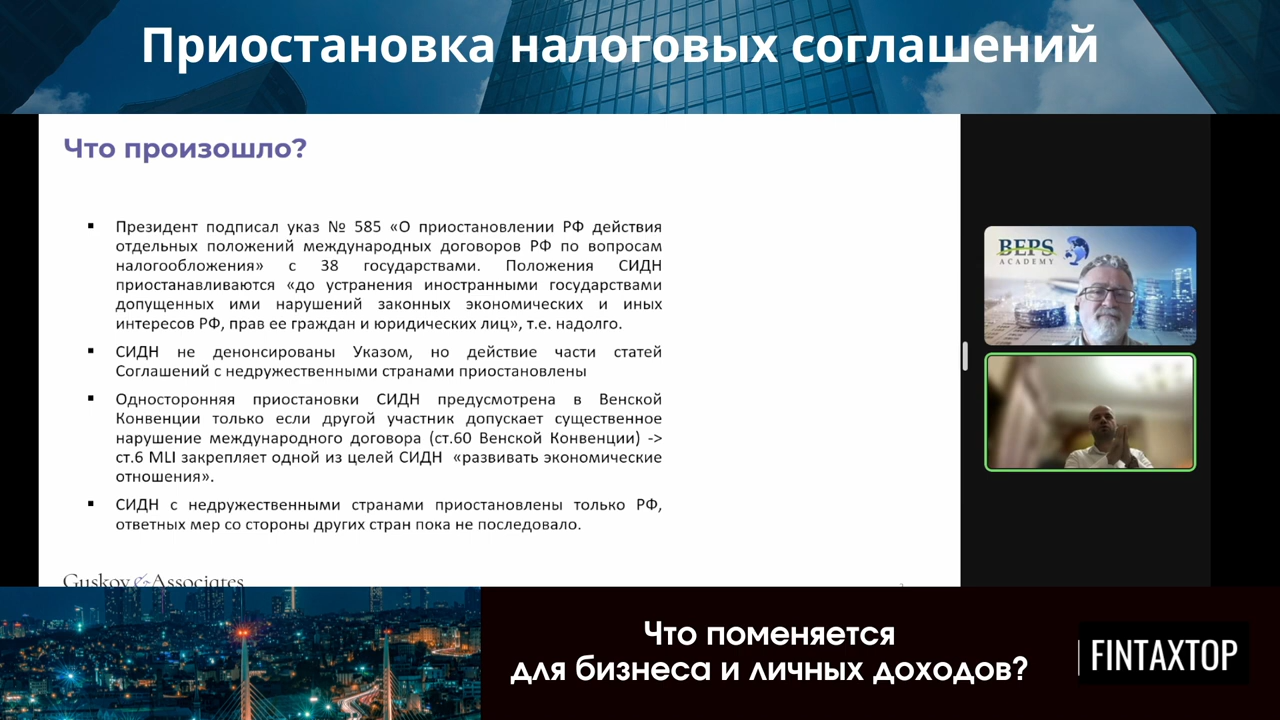 Приостановка налоговых соглашений
Что произошло?
▪ Президент подписал указ № 585 «О приостановлении РФ действия
отдельных положений международных договоров РФ по вопросам
налогообложения» с 38 государствами. Положения СИДН
приостанавливаются «до устранения иностранными государствами
допущенных ими нарушений законных экономических и иных
интересов РФ, прав ее граждан и юридических лиц», т.е. надолго.
▪ СИДН не денонсированы Указом, но действие части статей
Соглашений с недружественными странами приостановлены
▪ Односторонняя приостановки СИДН предусмотрена в Венской
Конвенции только если другой участник допускает существенное
нарушение международного договора (ст.60 Венской Конвенции) ->
ст.6 MLI закрепляет одной из целей СИДН «развивать экономические
отношения».
▪ СИДН с недружественными странами приостановлены только РФ,
ответных мер со стороны других стран пока не последовало.
Guskov & Associates
BEPS
ACADEMY
Что поменяется
для бизнеса и личных доходов?
FINTAXTOP